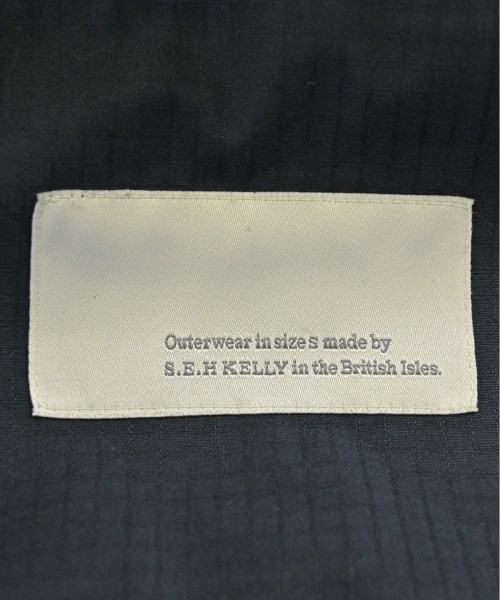 Outerwear in size S made by
S.E.H KELLY in the British Isles.